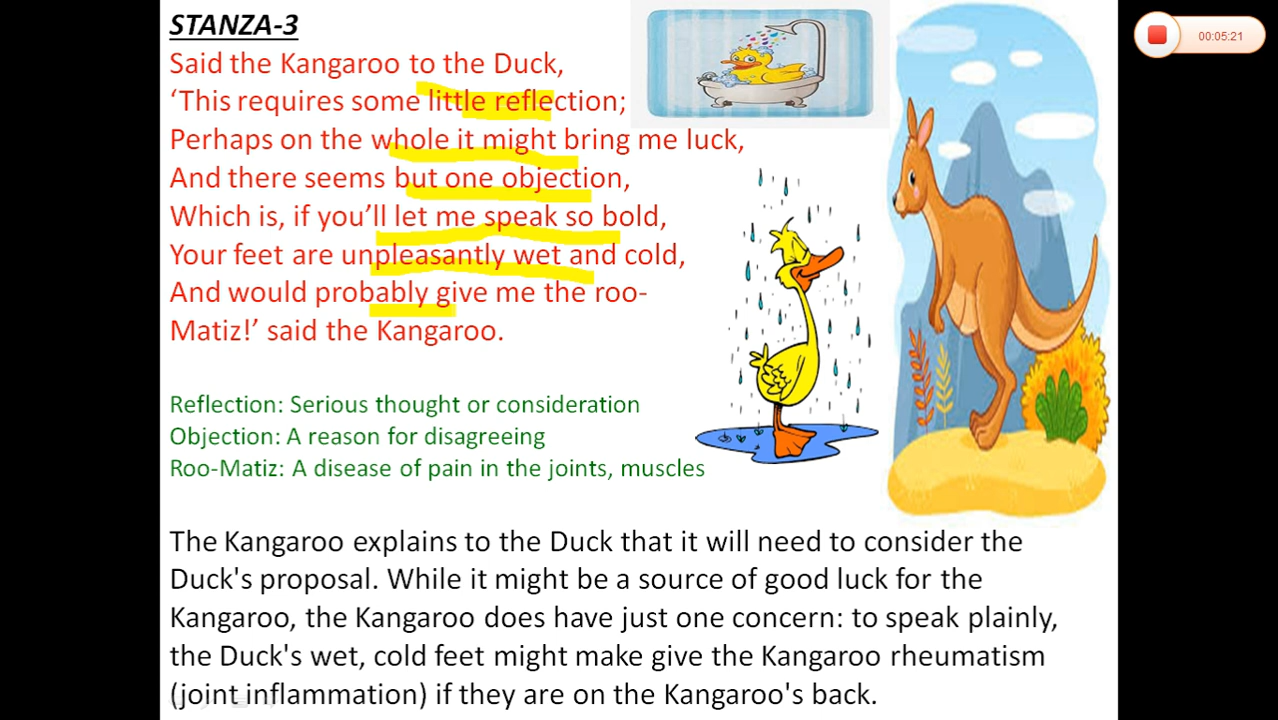 STANZA-3
Said the Kangaroo to the Duck,
‘This requires some little reflection;
Perhaps on the whole it might bring me luck,
And there seems but one objection,
Which is, if you’ll let me speak so bold,
Your feet are unpleasantly wet and cold,
And would probably give me the roo-
Matiz!’ said the Kangaroo.
Reflection: Serious thought or consideration
Objection: A reason for disagreeing
Roo-Matiz: A disease of pain in the joints, muscles
The Kangaroo explains to the Duck that it will need to consider the
Duck's proposal. While it might be a source of good luck for the
Kangaroo, the Kangaroo does have just one concern: to speak plainly,
the Duck's wet, cold feet might make give the Kangaroo rheumatism
(joint inflammation) if they are on the Kangaroo's back.
00:05:21